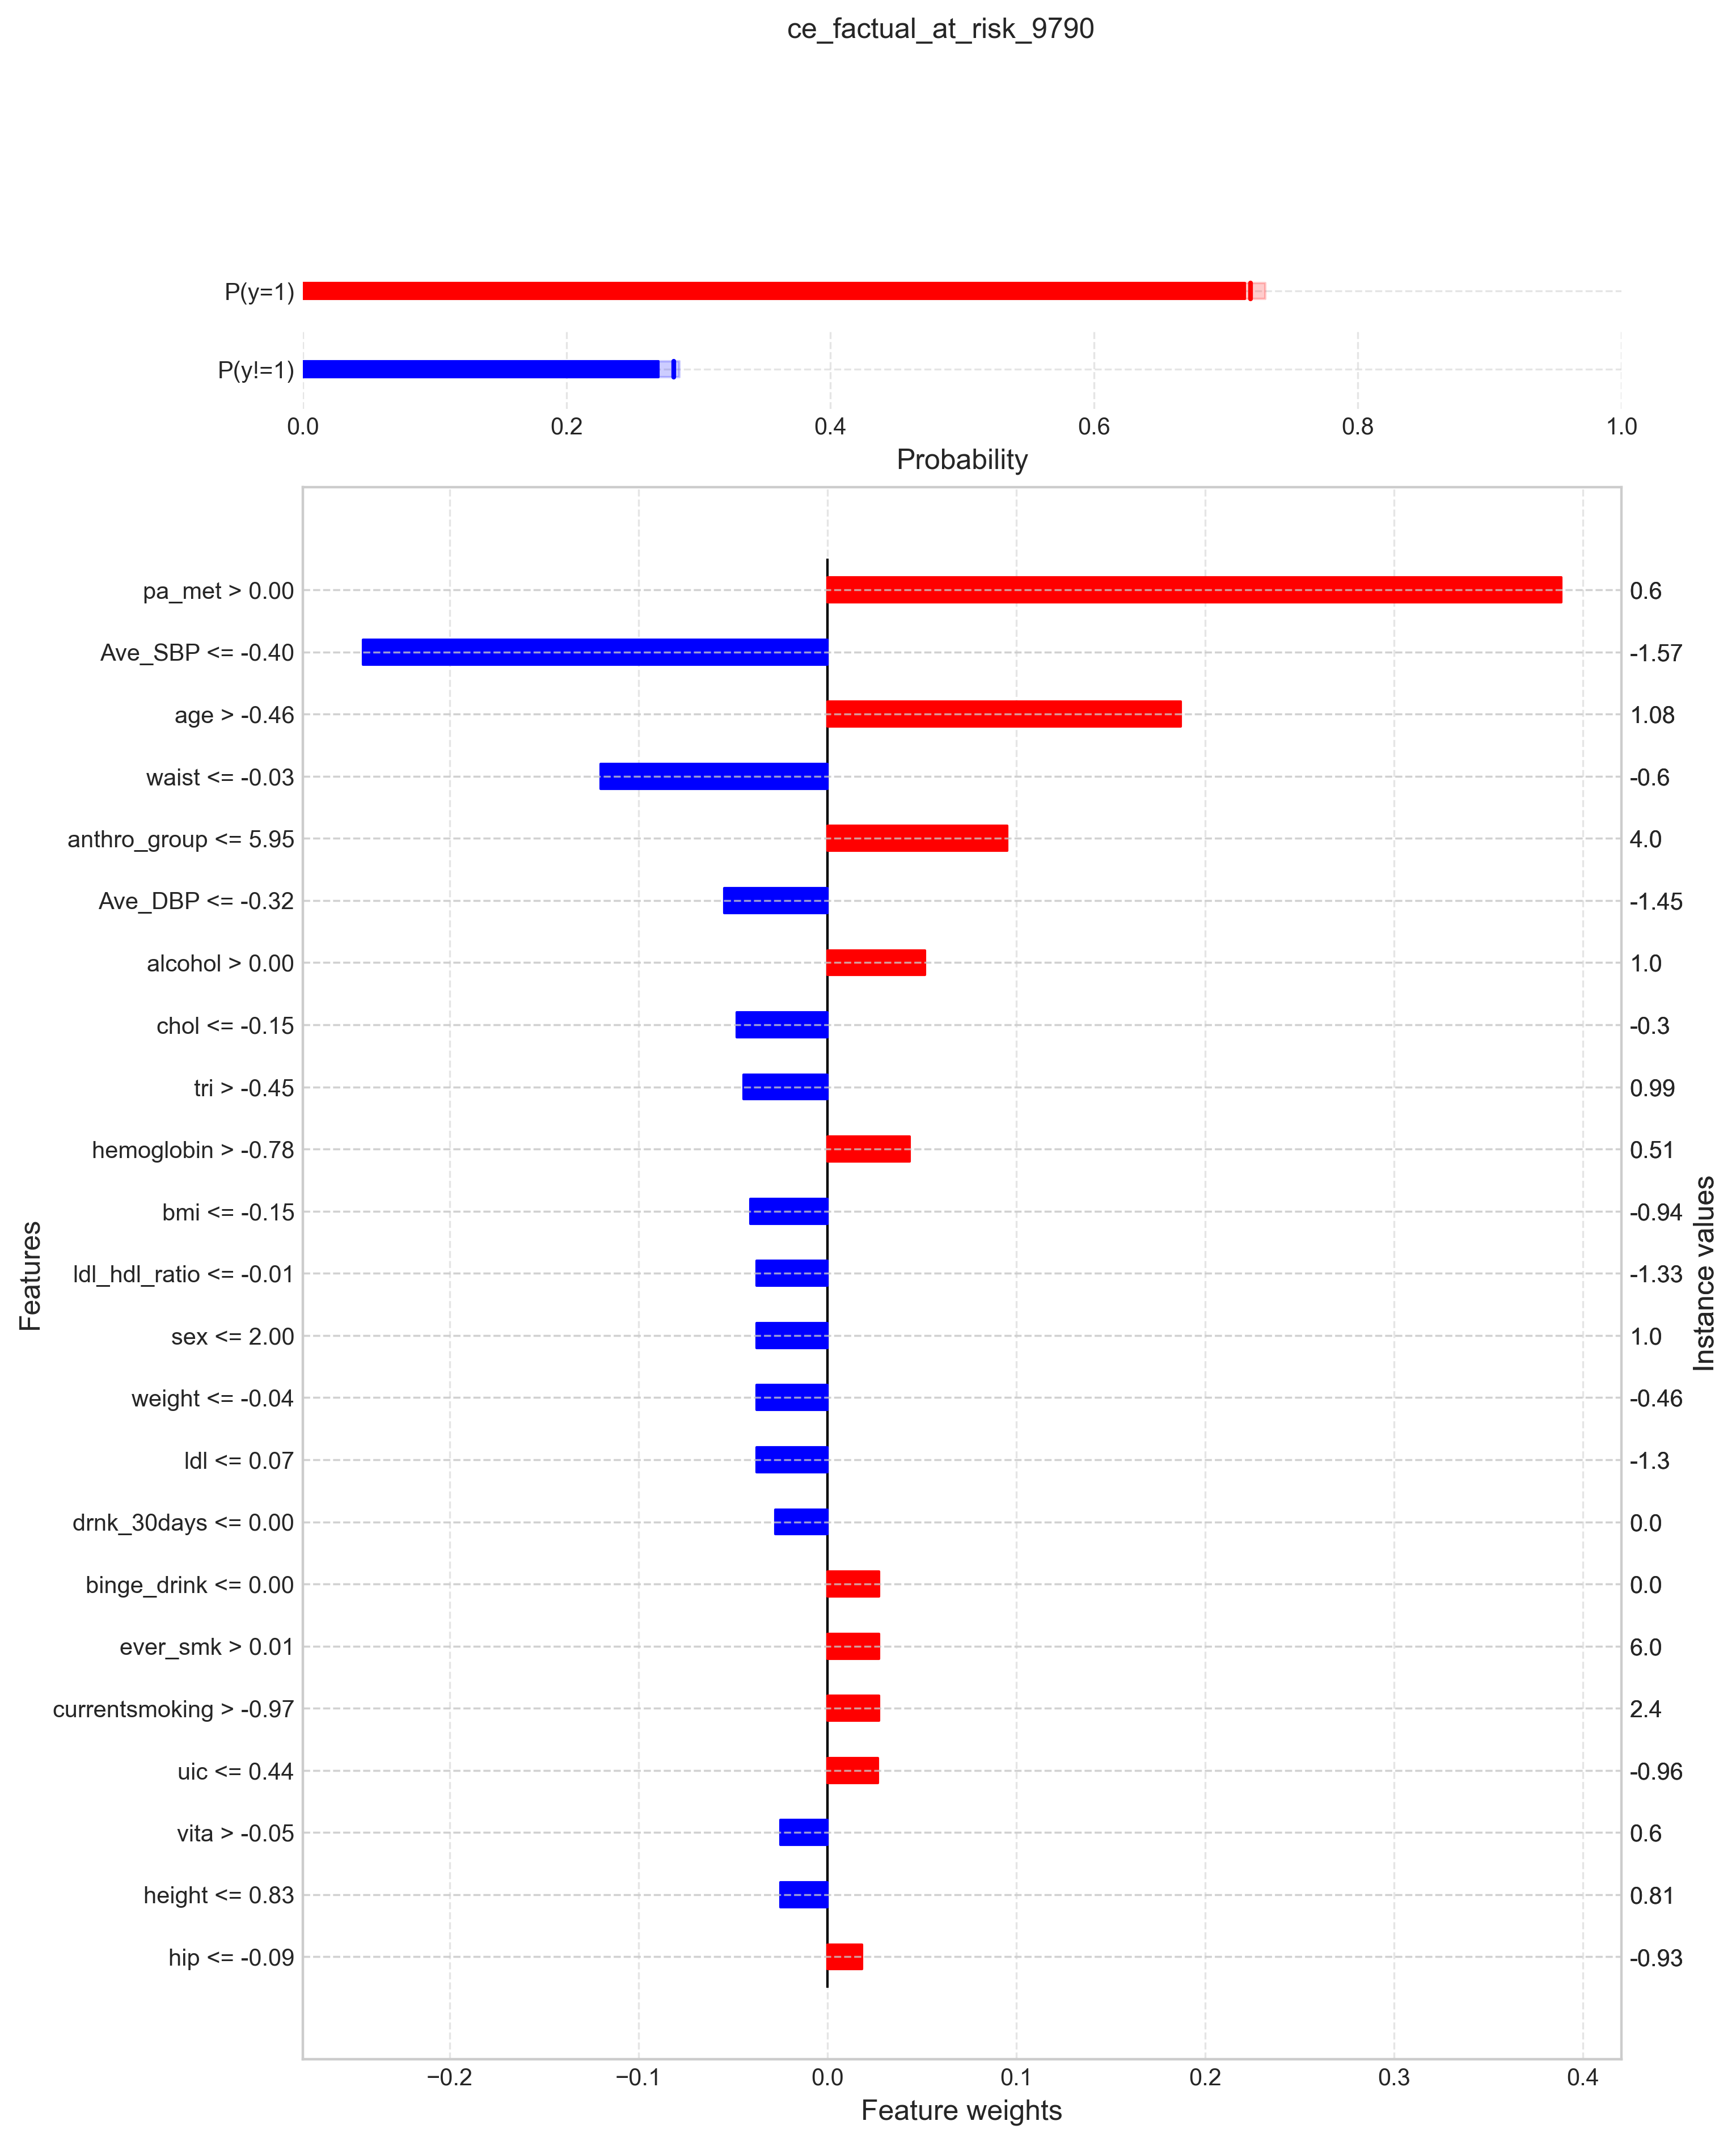 ce_factual_at_risk_9790
P(y=1)
P(y!=1)
0.0 0.2 0.4 0.6 0.8 1.0
Probability
pa_met > 0.00 0.6
Ave_SBP <= -0.40 -1.57
age > -0.46 1.08
waist <= -0.03 -0.6
anthro_group <= 5.95 4.0
Ave_DBP <= -0.32 -1.45
alcohol > 0.00 1.0
chol <= -0.15 -0.3
tri > -0.45 0.99
hemoglobin > -0.78 0.51
bmi <= -0.15 -0.94
ldl_hdl_ratio <= -0.01 -1.33
sex <= 2.00 1.0
weight <= -0.04 -0.46
ldl <= 0.07 -1.3
drnk_30days <= 0.00 0.0
binge_drink <= 0.00 0.0
ever_smk > 0.01 6.0
currentsmoking > -0.97 2.4
uic <= 0.44 -0.96
vita > -0.05 0.6
height <= 0.83 0.81
hip <= -0.09 -0.93
Features
Instance values
−0.2 −0.1 0.0 0.1 0.2 0.3 0.4
Feature weights